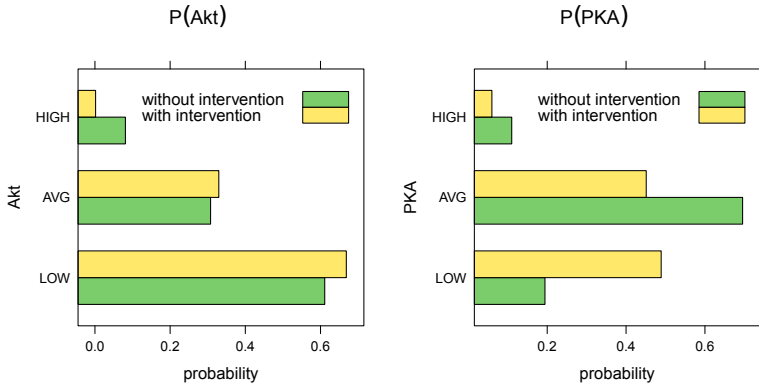 P(Akt)
without intervention
with intervention
HIGH
AVG
LOW
Akt
0.0 0.2 0.4 0.6
probability
P(PKA)
without intervention
with intervention
HIGH
AVG
LOW
PKA
0.2 0.4 0.6
probability